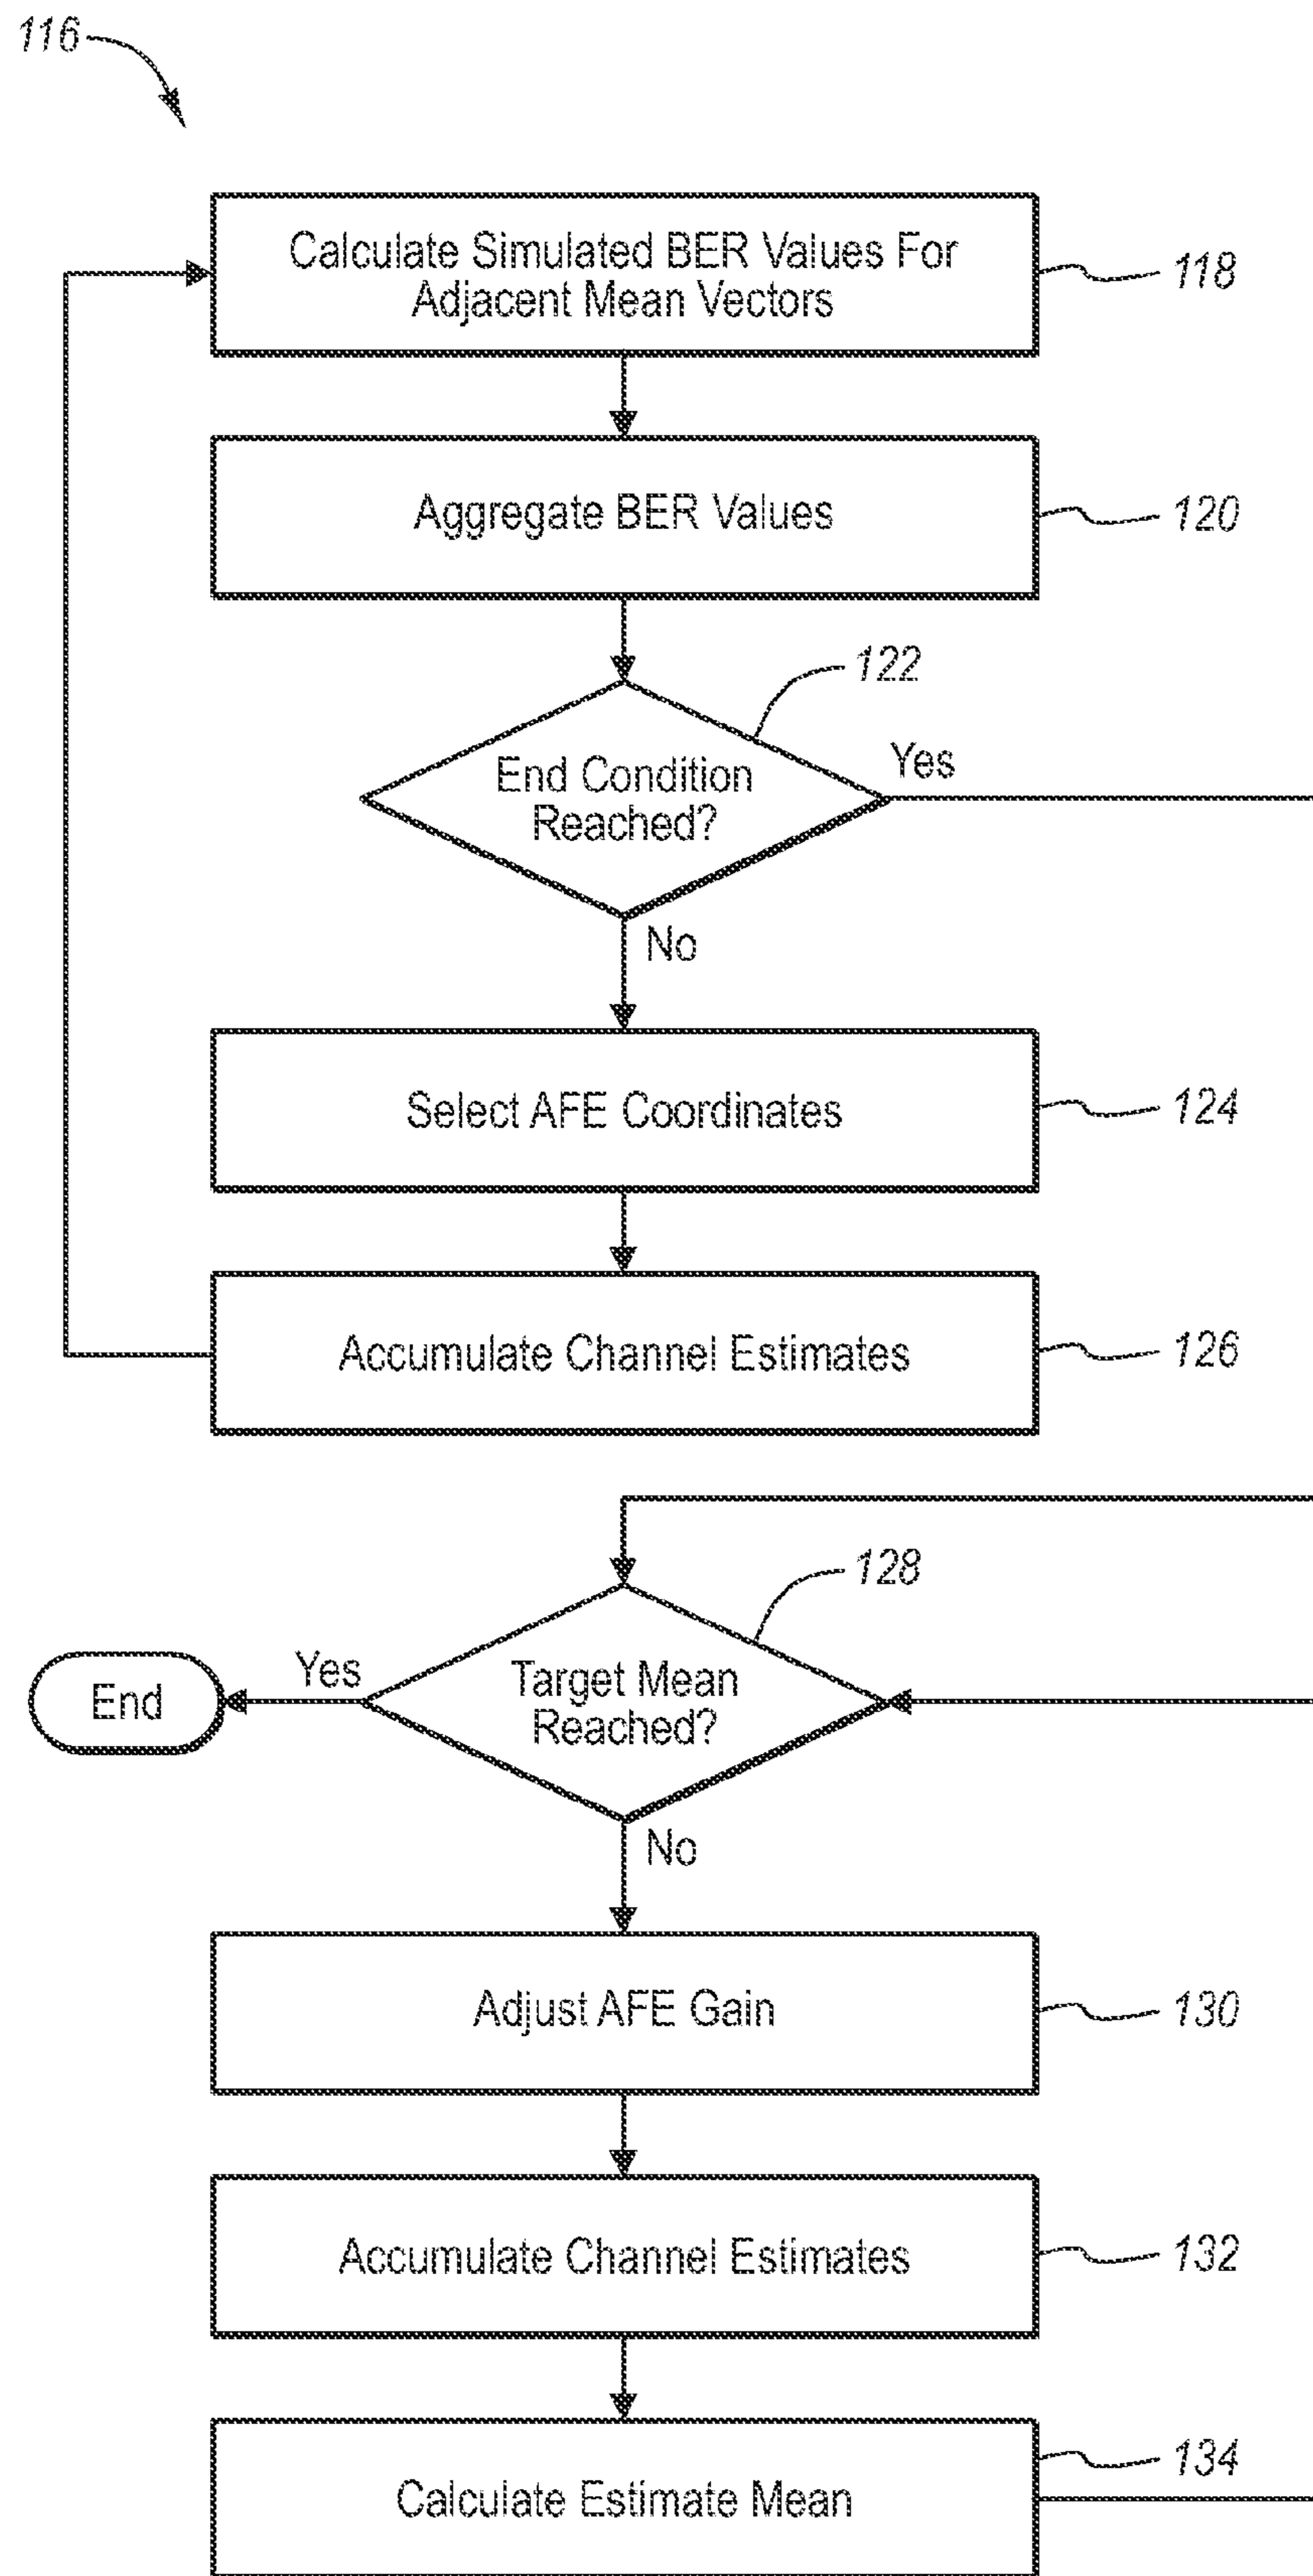 116
Calculate Simulated BER Values For
Adjacent Mean Vectors
118
Aggregate BER Values
120
122
End Condition
Reached?
Yes
No
Select AFE Coordinates
124
Accumulate Channel Estimates
126
128
Target Mean
Reached?
Yes
End
No
Adjust AFE Gain
130
Accumulate Channel Estimates
132
Calculate Estimate Mean
134